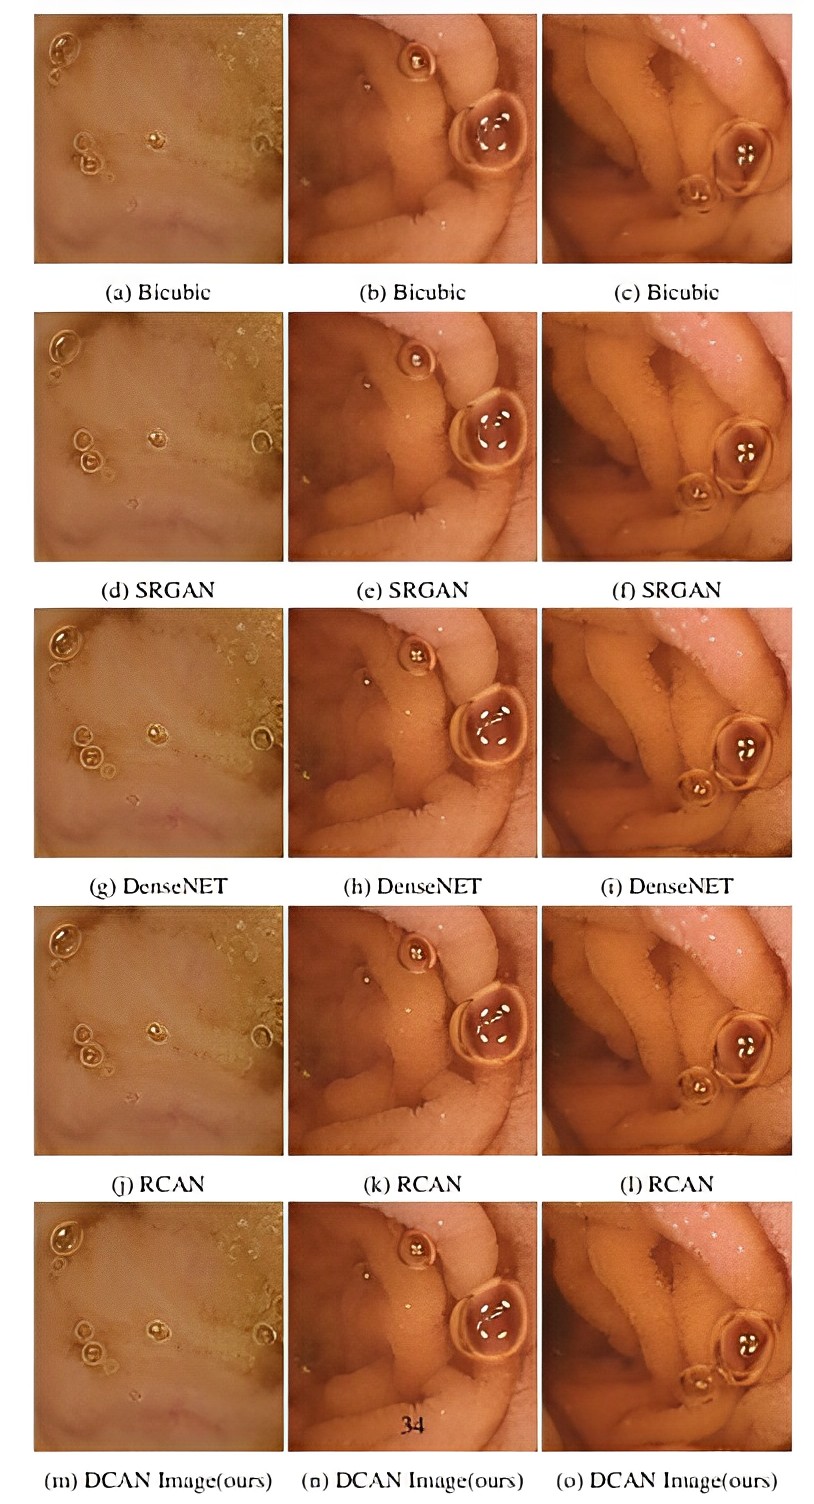 (a) Bicubic (b) Bicubic (c) Bicubic
(d) SRGAN (e) SRGAN (f) SRGAN
(g) DenseNET (h) DenseNET (i) DenseNET
(j) RCAN (k) RCAN (l) RCAN
34
(m) DCAN Image(ours) (n) DCAN Image(ours) (o) DCAN Image(ours)